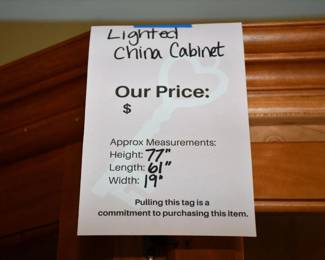 Lighted
China Cabinet
Our Price:
$
Approx Measurements:
Height: 77"
Length: 61"
Width: 19"
Pulling this tag is a
commitment to purchasing this item.